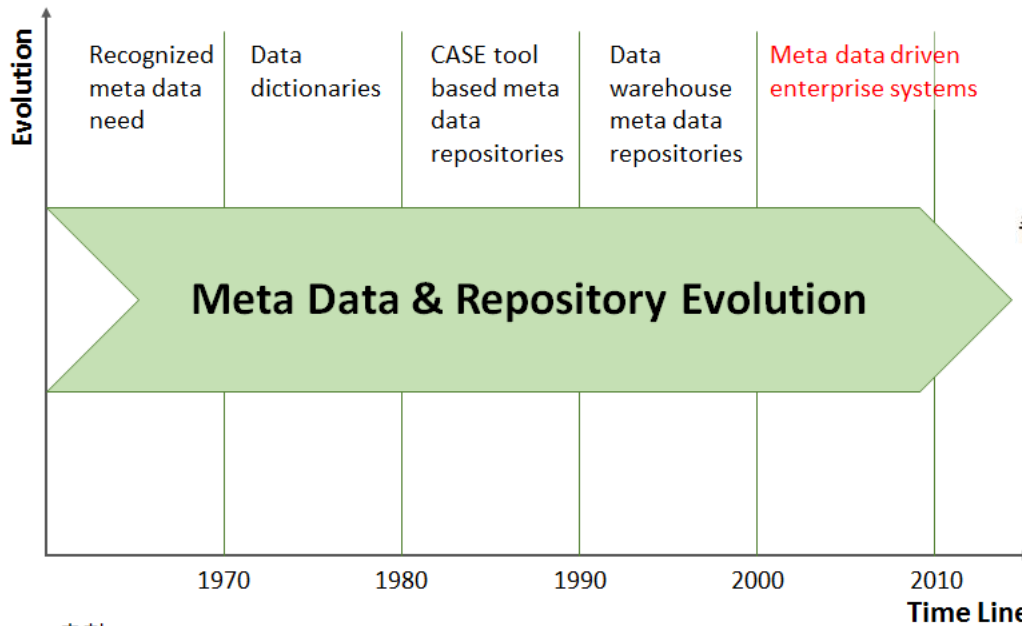 Evolution
Recognized
meta data
need
Data
dictionaries
CASE tool
based meta
data
repositories
Data
warehouse
meta data
repositories
Meta data driven
enterprise systems
Meta Data & Repository Evolution
1970
1980
1990
2000
2010
Time Line